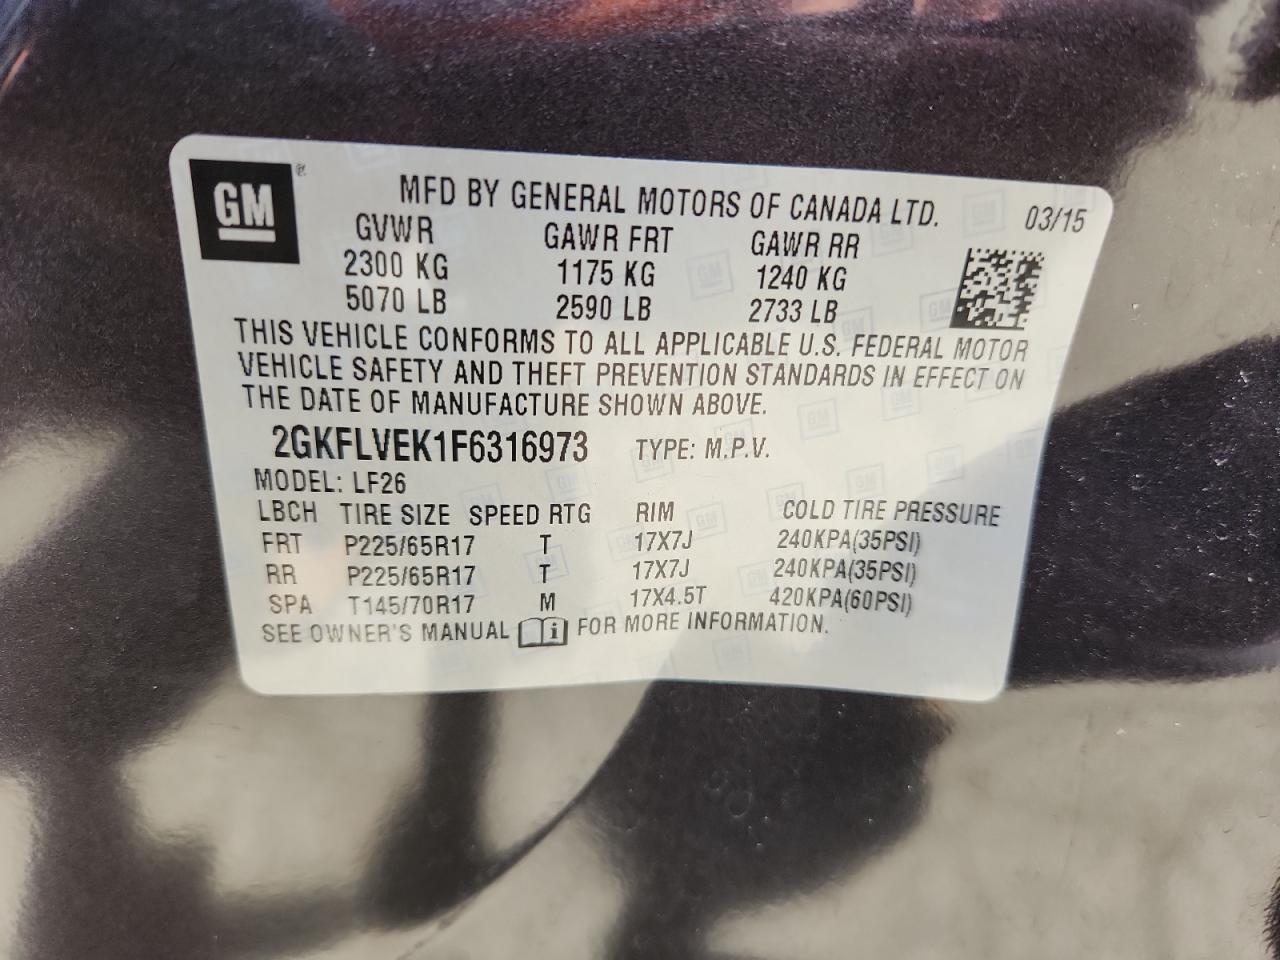 GM ®
MFD BY GENERAL MOTORS OF CANADA LTD. 03/15
GVWR GAWR FRT GAWR RR
2300 KG 1175 KG 1240 KG
5070 LB 2590 LB 2733 LB
THIS VEHICLE CONFORMS TO ALL APPLICABLE U.S. FEDERAL MOTOR
VEHICLE SAFETY AND THEFT PREVENTION STANDARDS IN EFFECT ON
THE DATE OF MANUFACTURE SHOWN ABOVE.
2GKFLVEK1F6316973 TYPE: M.P.V.
MODEL: LF26
LBCH TIRE SIZE SPEED RTG RIM COLD TIRE PRESSURE
FRT P225/65R17 T 17X7J 240KPA(35PSI)
RR P225/65R17 T 17X7J 240KPA(35PSI)
SPA T145/70R17 M 17X4.5T 420KPA(60PSI)
SEE OWNER'S MANUAL i FOR MORE INFORMATION.